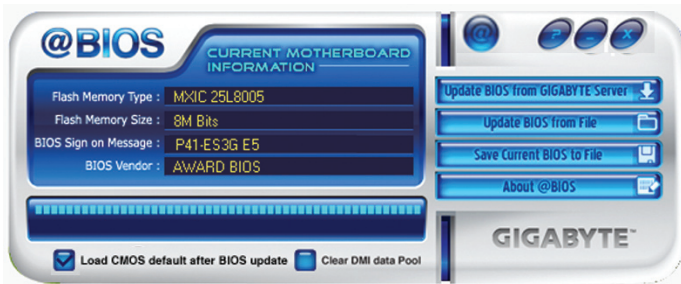 @BIOS
CURRENT MOTHERBOARD
INFORMATION
Flash Memory Type : MXIC 25L8005
Flash Memory Size : 8M Bits
BIOS Sign on Message : P41-ES3G E5
BIOS Vendor : AWARD BIOS
Load CMOS default after BIOS update
Clear DMI data Pool
@ ? _ X
Update BIOS from GIGABYTE Server
Update BIOS from File
Save Current BIOS to File
About @BIOS
GIGABYTE™